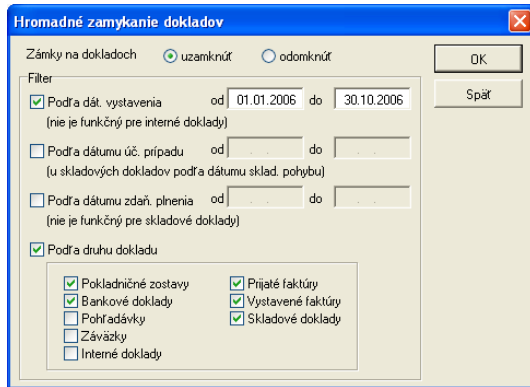 Hromadné zamykanie dokladov
Zámky na dokladoch uzamknúť odomknúť
OK
Filter
Späť
Podľa dát. vystavenia od 01.01.2006 do 30.10.2006
(nie je funkčný pre interné doklady)
Podľa dátumu úč. prípadu od . . do . .
(u skladových dokladov podľa dátumu sklad. pohybu)
Podľa dátumu zdaň. plnenia od . . do . .
(nie je funkčný pre skladové doklady)
Podľa druhu dokladu
Pokladničné zostavy Prijaté faktúry
Bankové doklady Vystavené faktúry
Pohľadávky Skladové doklady
Záväzky
Interné doklady